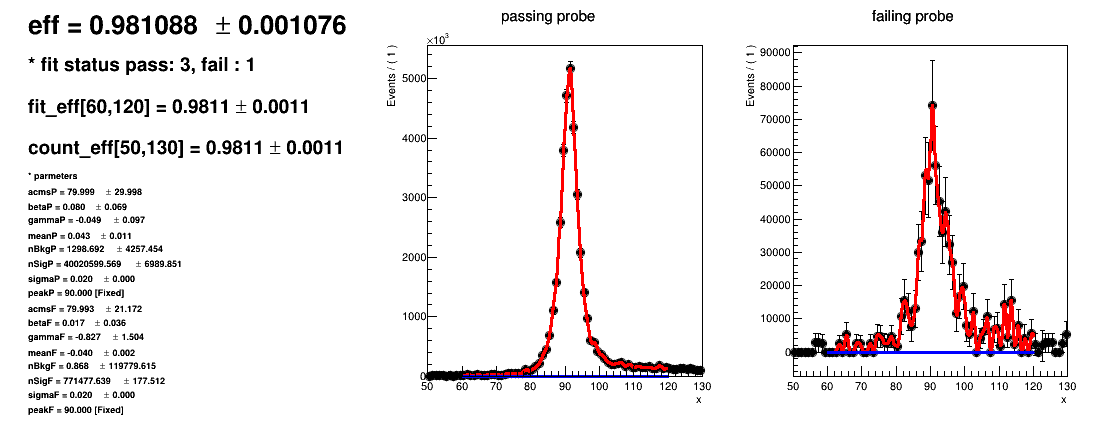 eff = 0.981088 ± 0.001076
* fit status pass: 3, fail : 1
fit_eff[60,120] = 0.9811 ± 0.0011
count_eff[50,130] = 0.9811 ± 0.0011
* parmeters
acmsP = 79.999 ± 29.998
betaP = 0.080 ± 0.069
gammaP = -0.049 ± 0.097
meanP = 0.043 ± 0.011
nBkgP = 1298.692 ± 4257.454
nSigP = 40020599.569 ± 6989.851
sigmaP = 0.020 ± 0.000
peakP = 90.000 [Fixed]
acmsF = 79.993 ± 21.172
betaF = 0.017 ± 0.036
gammaF = -0.827 ± 1.504
meanF = -0.040 ± 0.002
nBkgF = 0.868 ± 119779.615
nSigF = 771477.639 ± 177.512
sigmaF = 0.020 ± 0.000
peakF = 90.000 [Fixed]
passing probe
×10³
Events / ( 1 )
5000
4000
3000
2000
1000
0
50 60 70 80 90 100 110 120 130
x
failing probe
Events / ( 1 )
90000
80000
70000
60000
50000
40000
30000
20000
10000
0
50 60 70 80 90 100 110 120 130
x